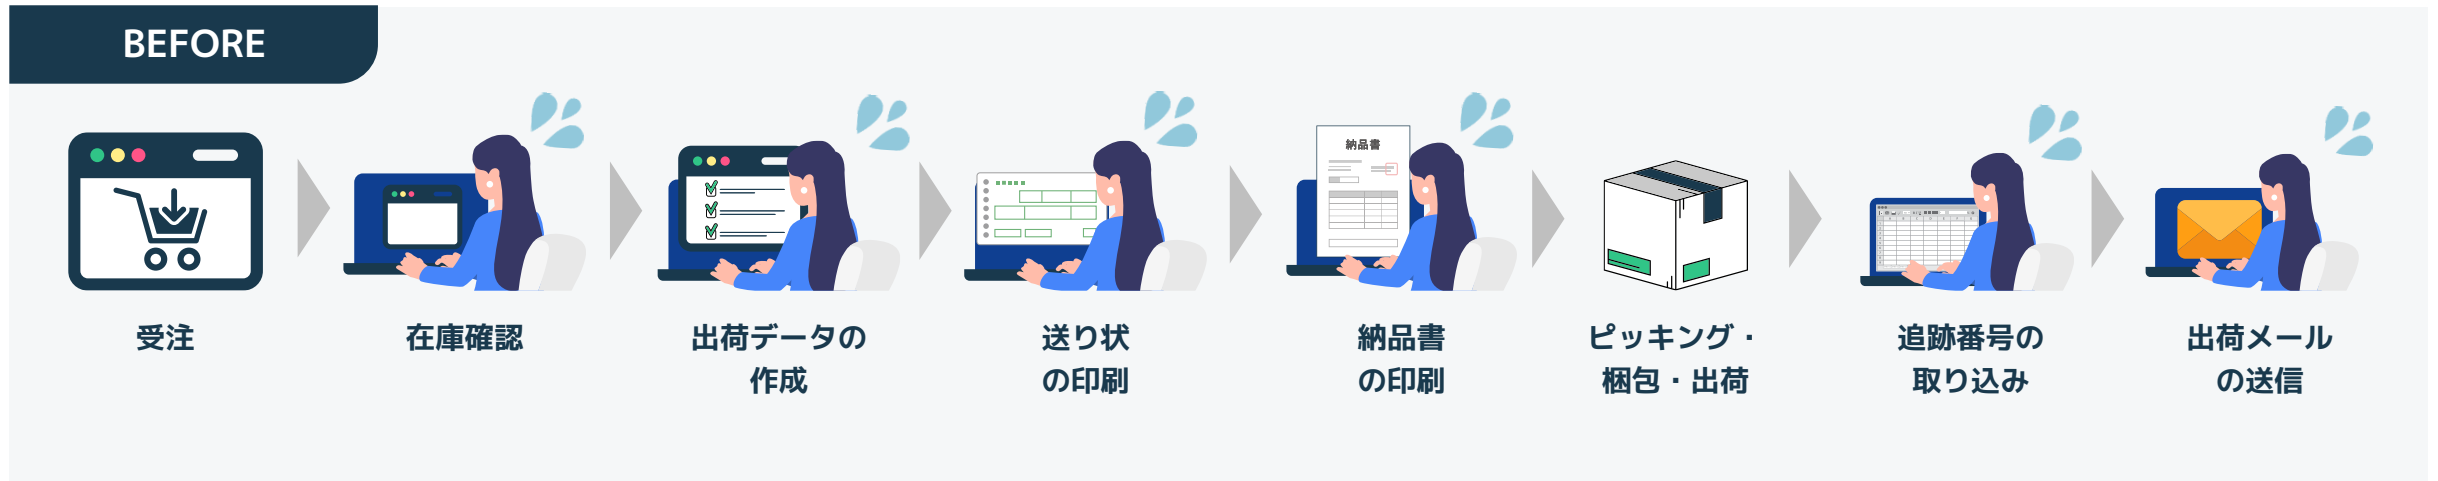 BEFORE
納品書
受注
在庫確認
出荷データの
作成
送り状
の印刷
納品書
の印刷
ピッキング・
梱包・出荷
追跡番号の
取り込み
出荷メール
の送信